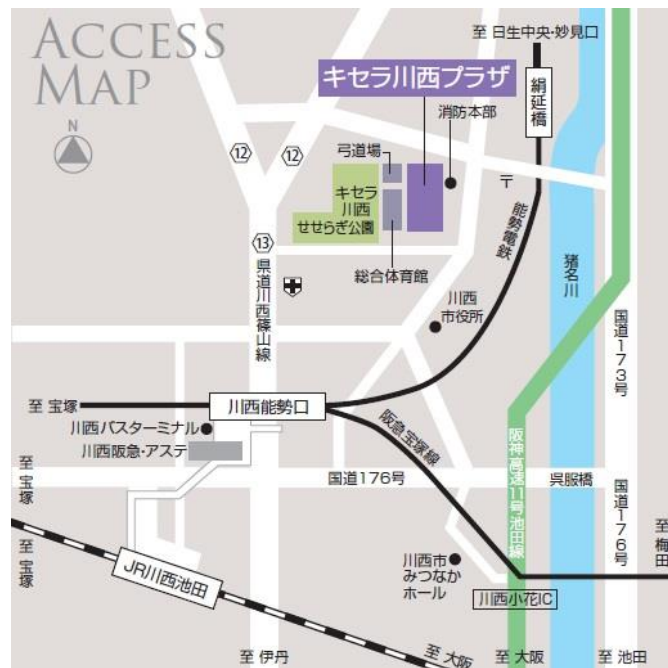 ACCESS
MAP
N
至 日生中央・妙見口
キセラ川西プラザ
絹延橋
消防本部
弓道場
12
12
〒
キセラ
川西
せせらぎ公園
能勢電鉄
13
県道川西篠山線
総合体育館
猪名川
川西
市役所
国道173号
至 宝塚
川西能勢口
川西バスターミナル
川西阪急・アステ
阪急宝塚線
阪神高速11号池田線
至 宝塚
国道176号
呉服橋
国道176号
至 梅田
至 宝塚
JR川西池田
川西市
みつなか
ホール
川西小花IC
至 伊丹
至 大阪
至 大阪
至 池田